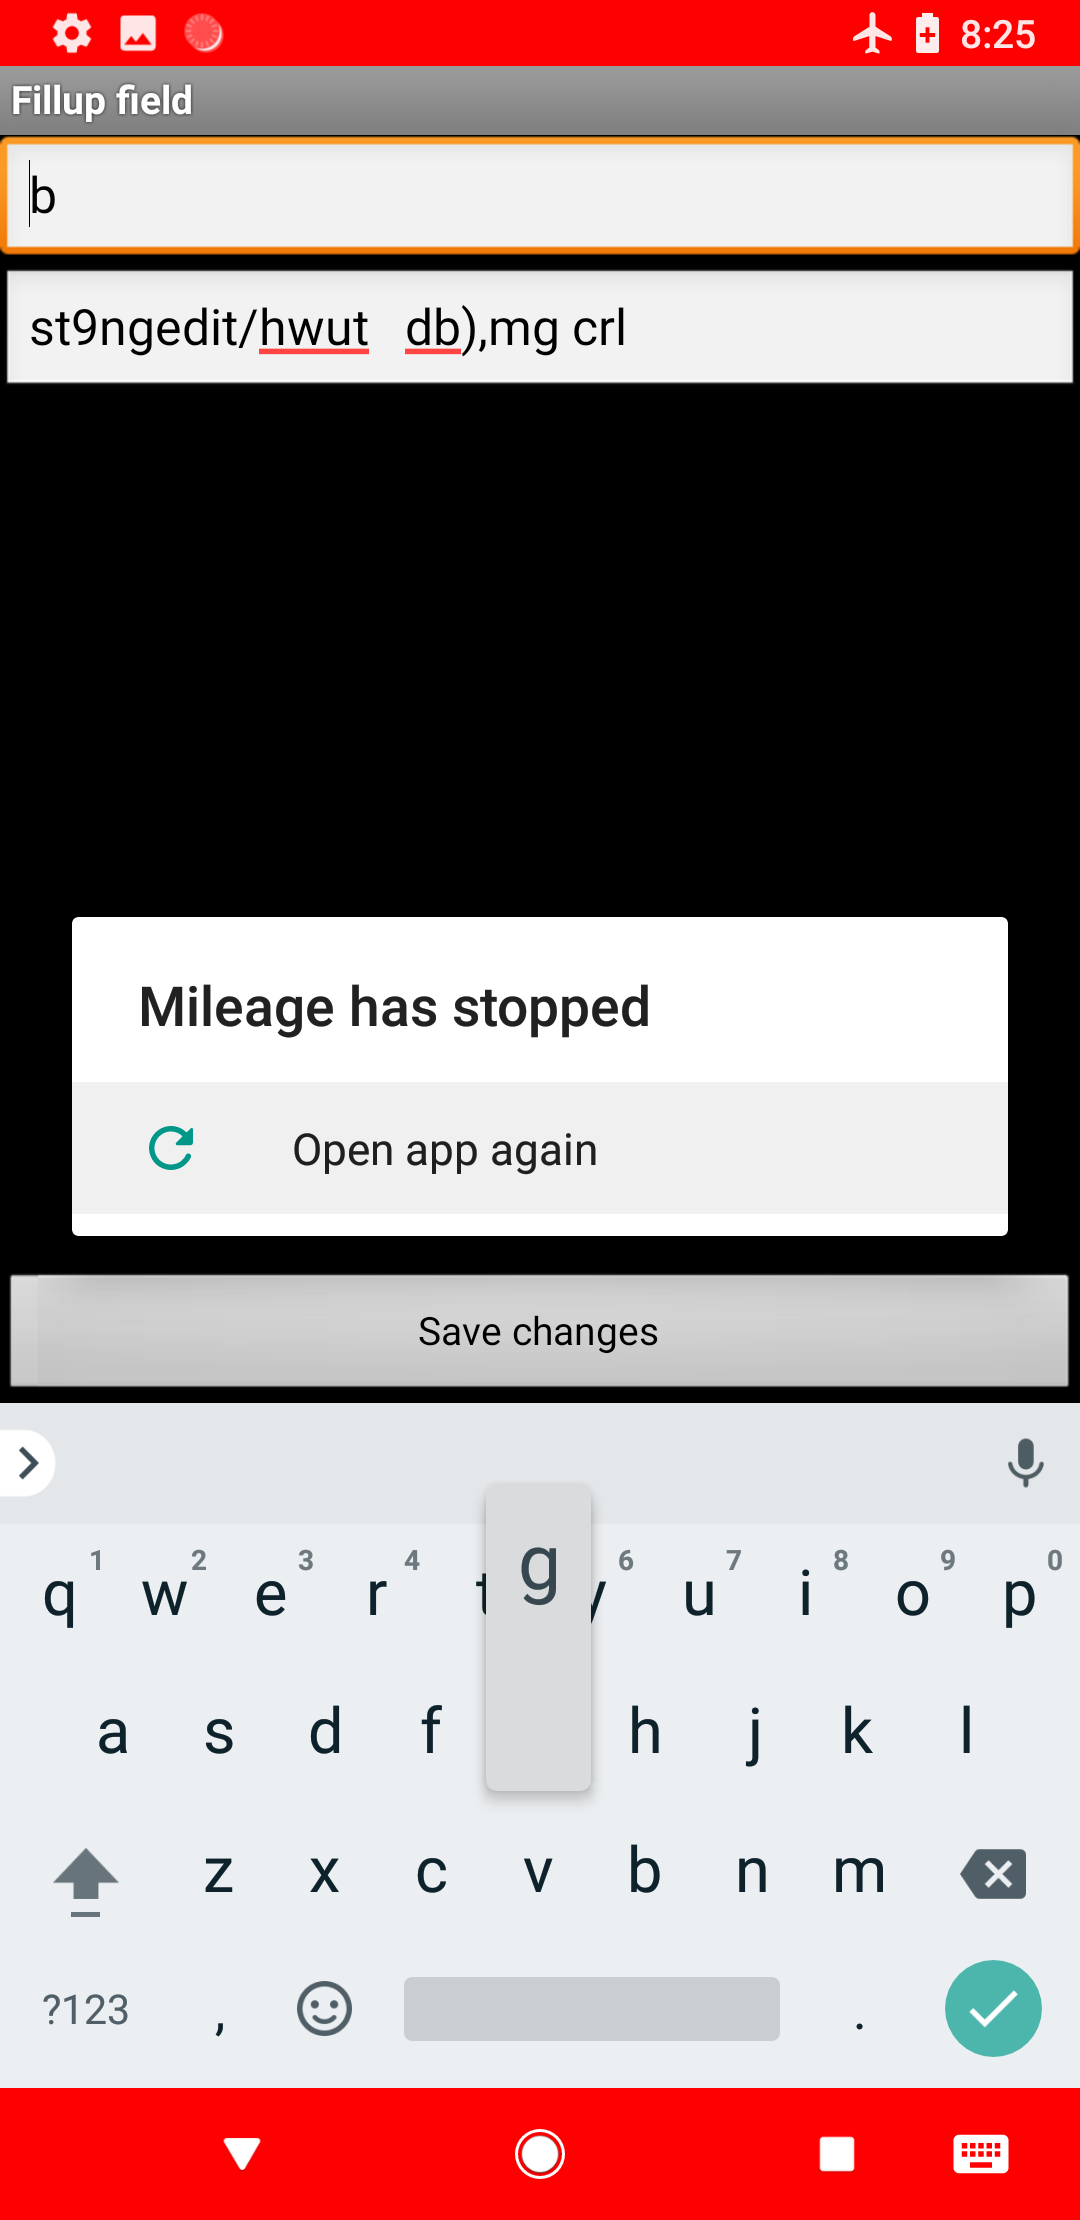 8:25
Fillup field
b
st9ngedit/hwut   db),mg crl
Mileage has stopped
Open app again
Save changes
g
1 2 3 4 6 7 8 9 0
q w e r t y u i o p
a s d f h j k l
z x c v b n m
?123 , .